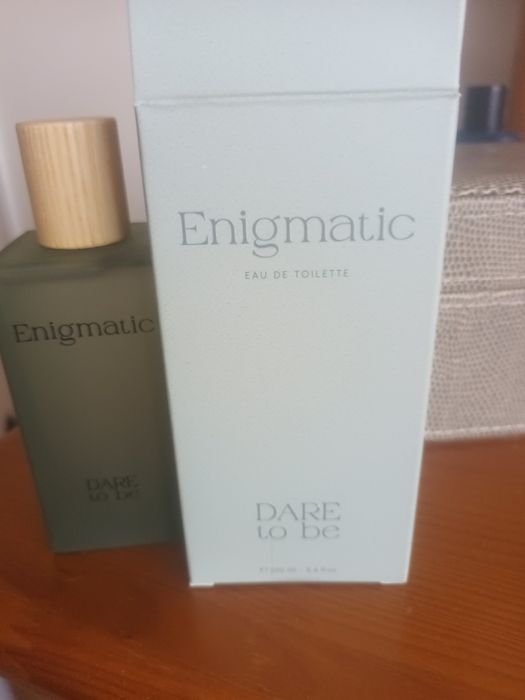 Enigmatic
DARE
to be
Enigmatic
EAU DE TOILETTE
DARE
to be